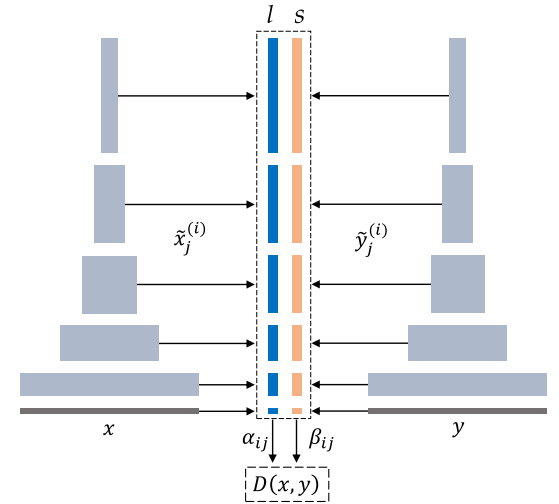 l s
x̃_j^(i) ỹ_j^(i)
x y
α_ij β_ij
D(x, y)